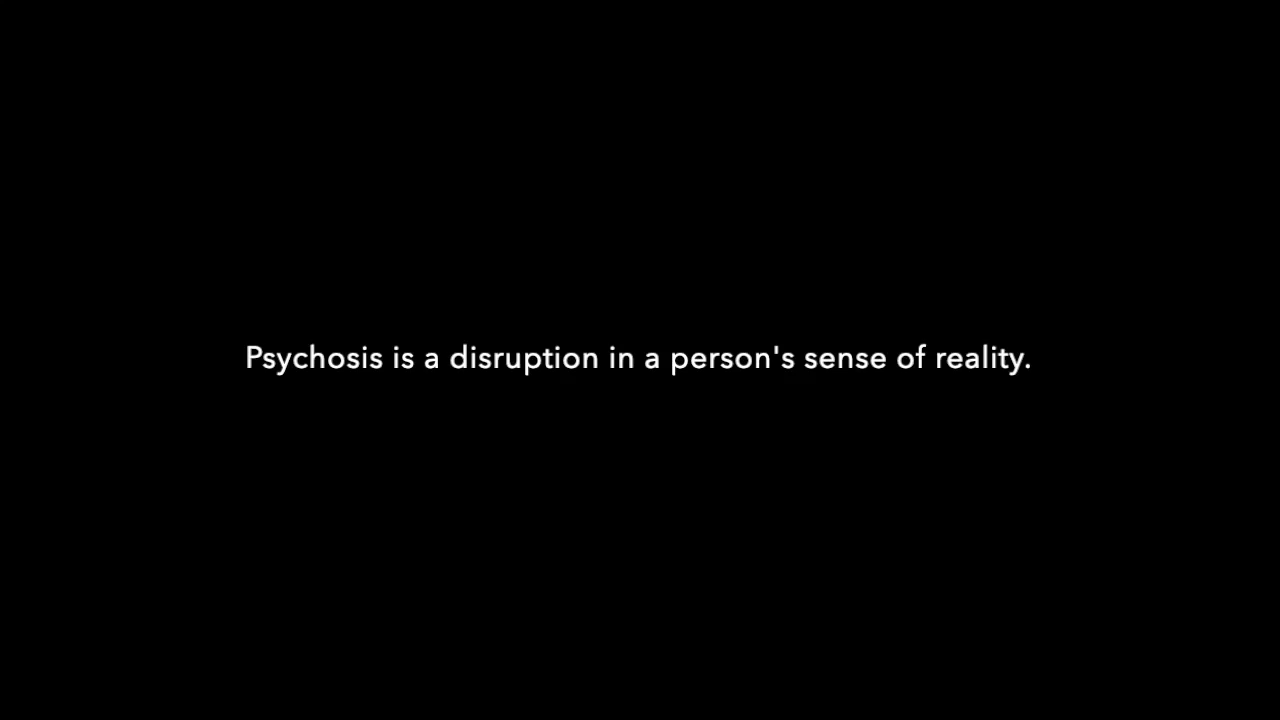 Psychosis is a disruption in a person's sense of reality.